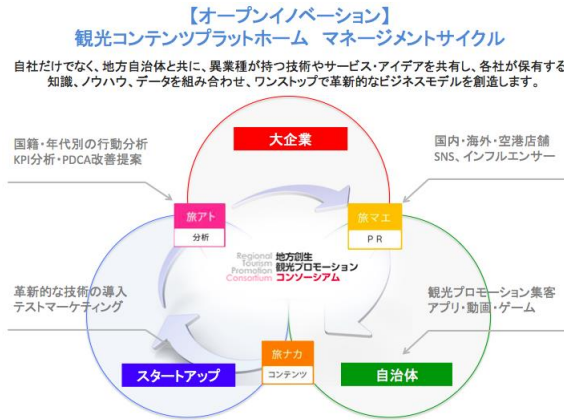 【オープンイノベーション】
観光コンテンツプラットホーム マネージメントサイクル
自社だけでなく、地方自治体と共に、異業種が持つ技術やサービス・アイデアを共有し、各社が保有する
知識、ノウハウ、データを組み合わせ、ワンストップで革新的なビジネスモデルを創造します。
大企業
国籍・年代別の行動分析
KPI分析・PDCA改善提案
国内・海外・空港店舗
SNS、インフルエンサー
旅アト
分析
旅マエ
PR
Regional
Tourism
Promotion
Consortium
地方創生
観光プロモーション
コンソーシアム
革新的な技術の導入
テストマーケティング
観光プロモーション集客
アプリ・動画・ゲーム
旅ナカ
コンテンツ
スタートアップ
自治体